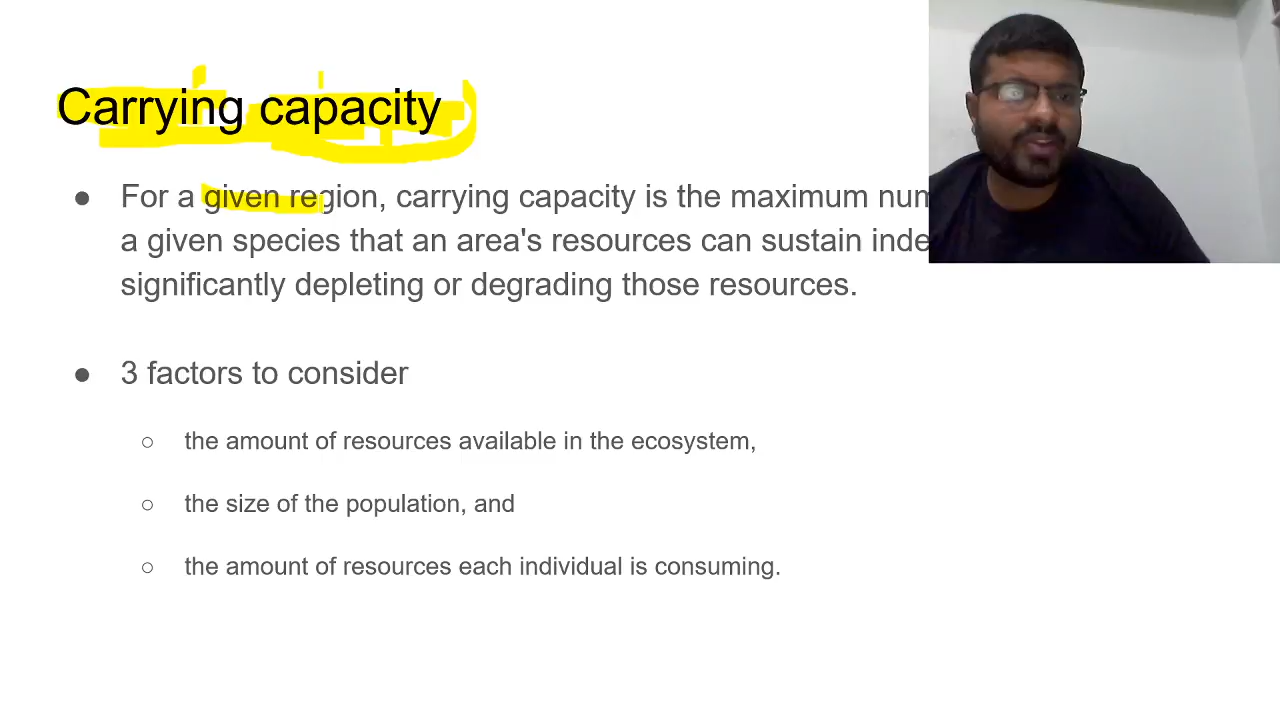 Carrying capacity
● For a given region, carrying capacity is the maximum
a given species that an area's resources can sustain
significantly depleting or degrading those resources.
● 3 factors to consider
○ the amount of resources available in the ecosystem,
○ the size of the population, and
○ the amount of resources each individual is consuming.